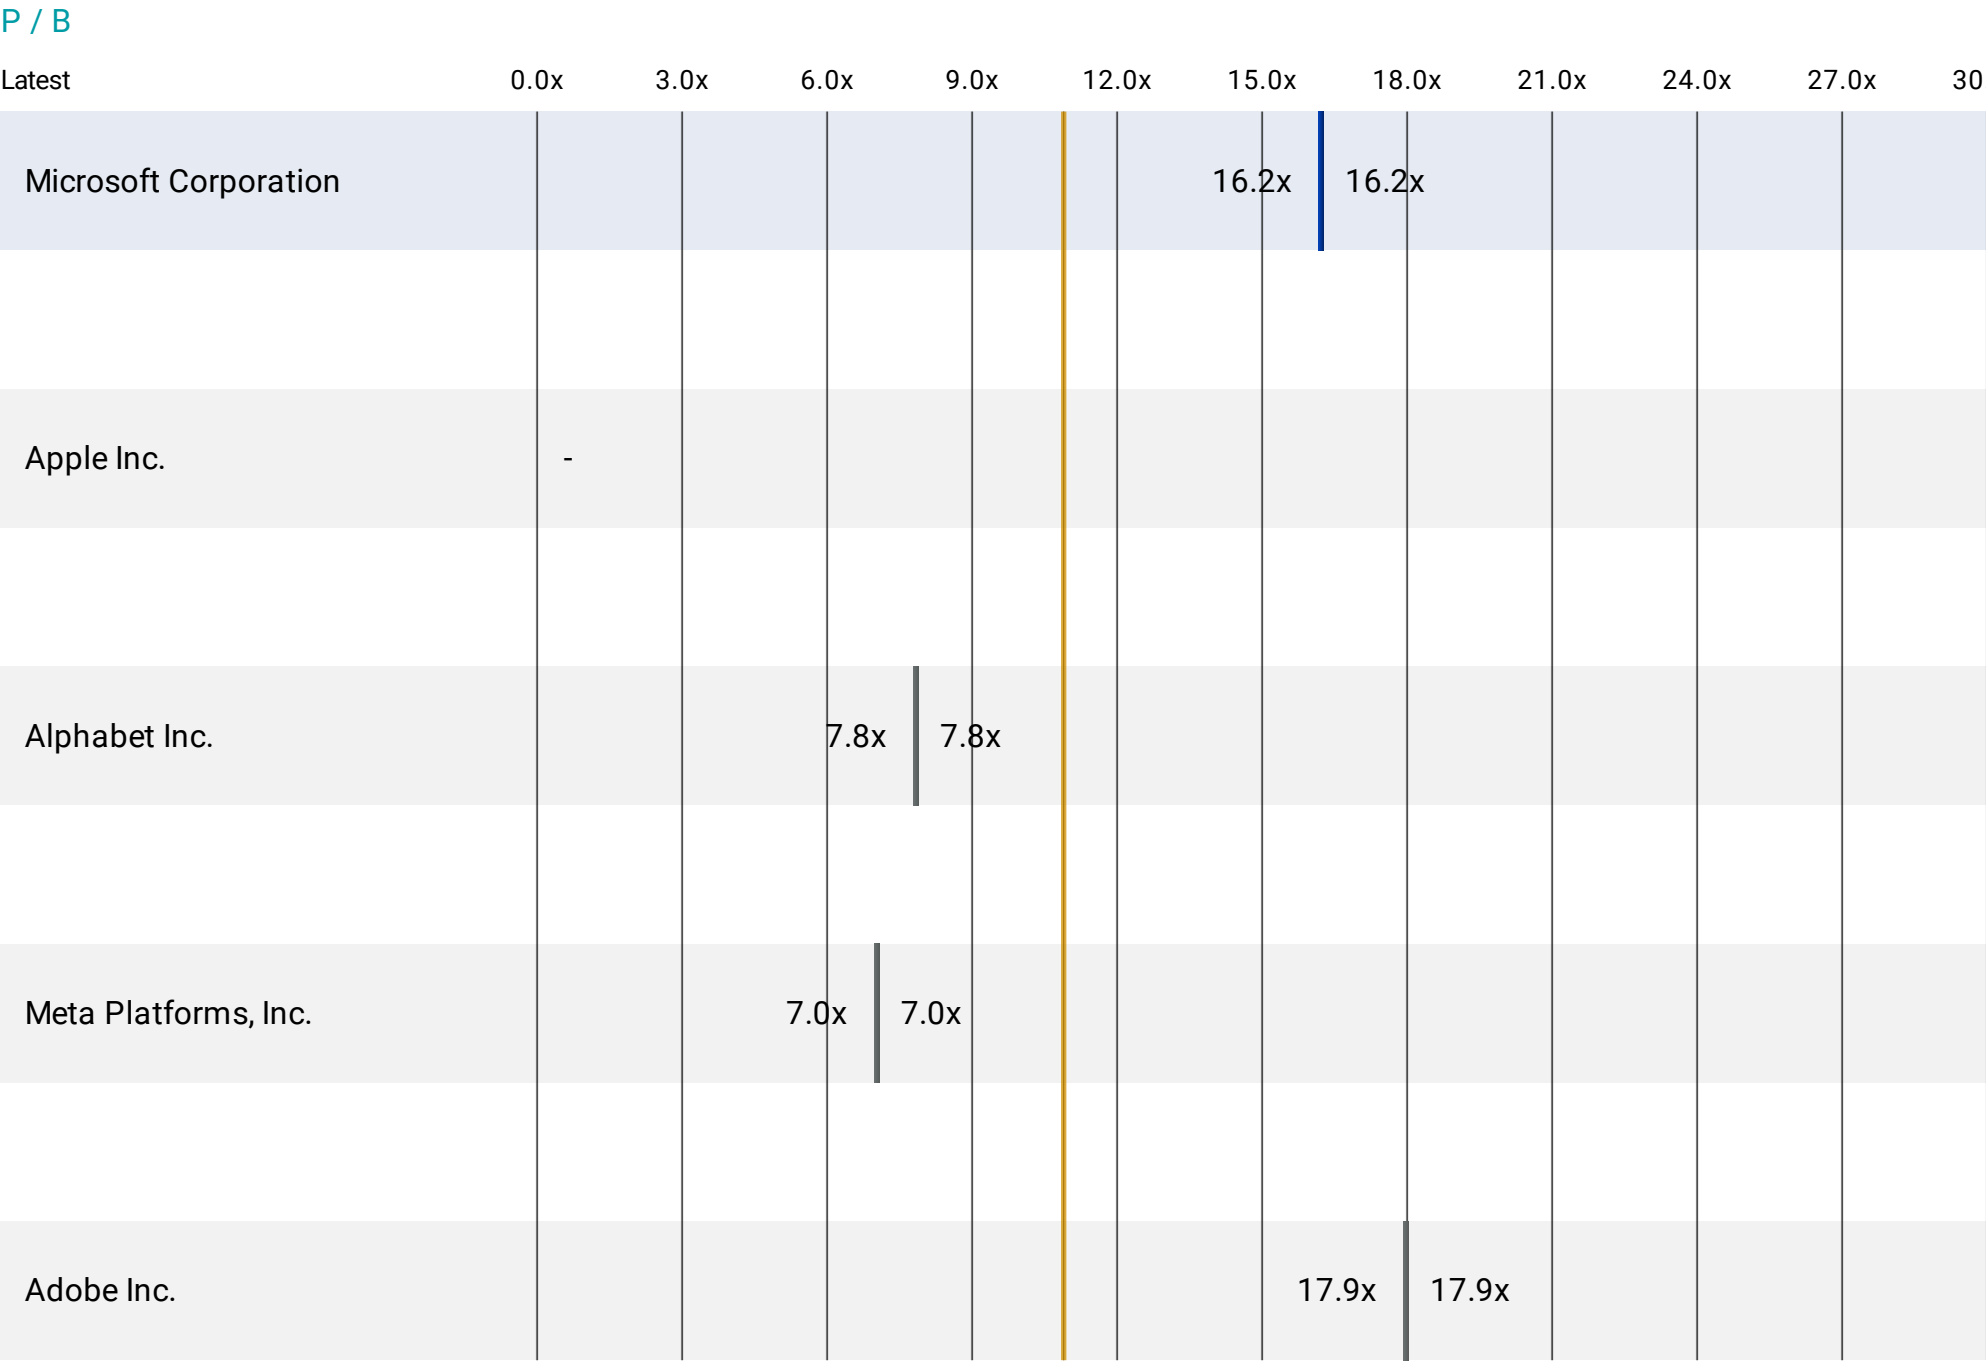 P / B
Latest 0.0x 3.0x 6.0x 9.0x 12.0x 15.0x 18.0x 21.0x 24.0x 27.0x 30
Microsoft Corporation 16.2x 16.2x
Apple Inc. -
Alphabet Inc. 7.8x 7.8x
Meta Platforms, Inc. 7.0x 7.0x
Adobe Inc. 17.9x 17.9x